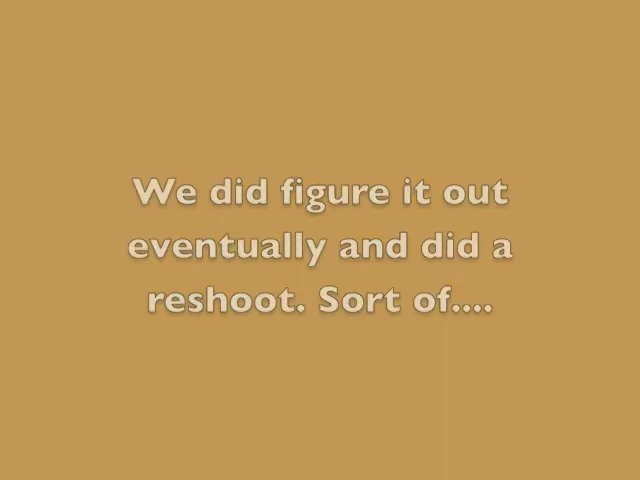 We did figure it out
eventually and did a
reshoot. Sort of....